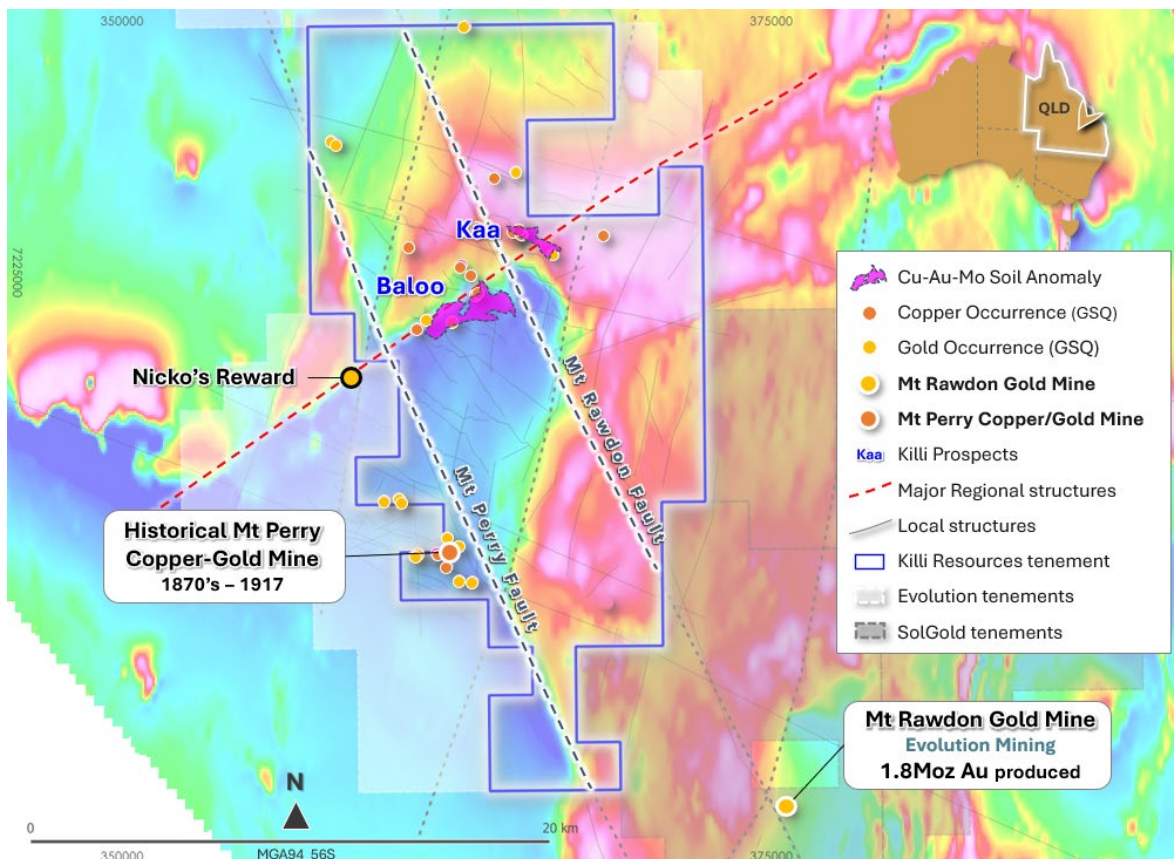 350000
375000
QLD
7225000
Kaa
Baloo
Nicko's Reward
Mt Rawdon Fault
Mt Perry Fault
Historical Mt Perry
Copper-Gold Mine
1870's – 1917
Cu-Au-Mo Soil Anomaly
Copper Occurrence (GSQ)
Gold Occurrence (GSQ)
Mt Rawdon Gold Mine
Mt Perry Copper/Gold Mine
Kaa Killi Prospects
Major Regional structures
Local structures
Killi Resources tenement
Evolution tenements
SolGold tenements
Mt Rawdon Gold Mine
Evolution Mining
1.8Moz Au produced
N
0 20 km
MGA94_56S
350000
375000